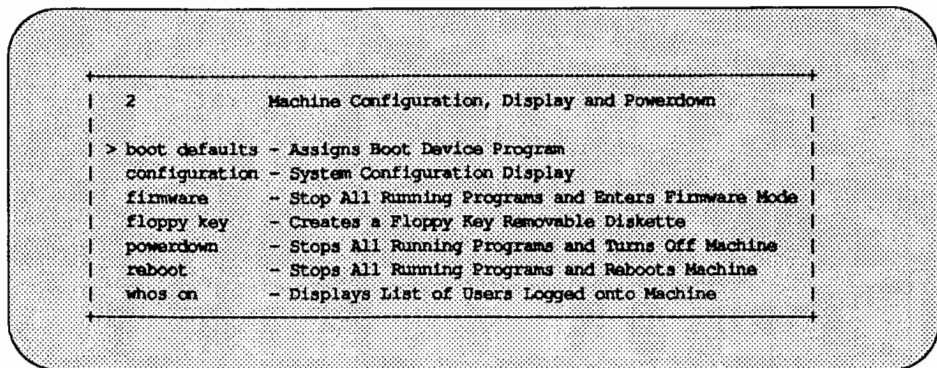 2 Machine Configuration, Display and Powerdown
> boot defaults - Assigns Boot Device Program
configuration - System Configuration Display
firmware - Stop All Running Programs and Enters Firmware Mode
floppy key - Creates a Floppy Key Removable Diskette
powerdown - Stops All Running Programs and Turns Off Machine
reboot - Stops All Running Programs and Reboots Machine
whos on - Displays List of Users Logged onto Machine